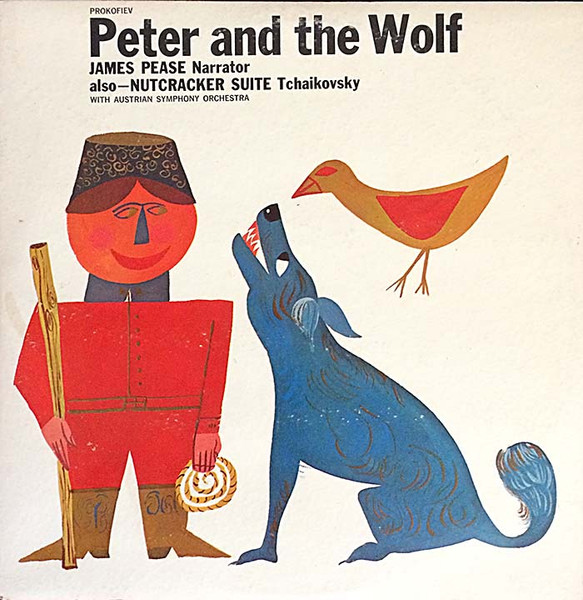 PROKOFIEV
Peter and the Wolf
JAMES PEASE Narrator
also—NUTCRACKER SUITE Tchaikovsky
WITH AUSTRIAN SYMPHONY ORCHESTRA